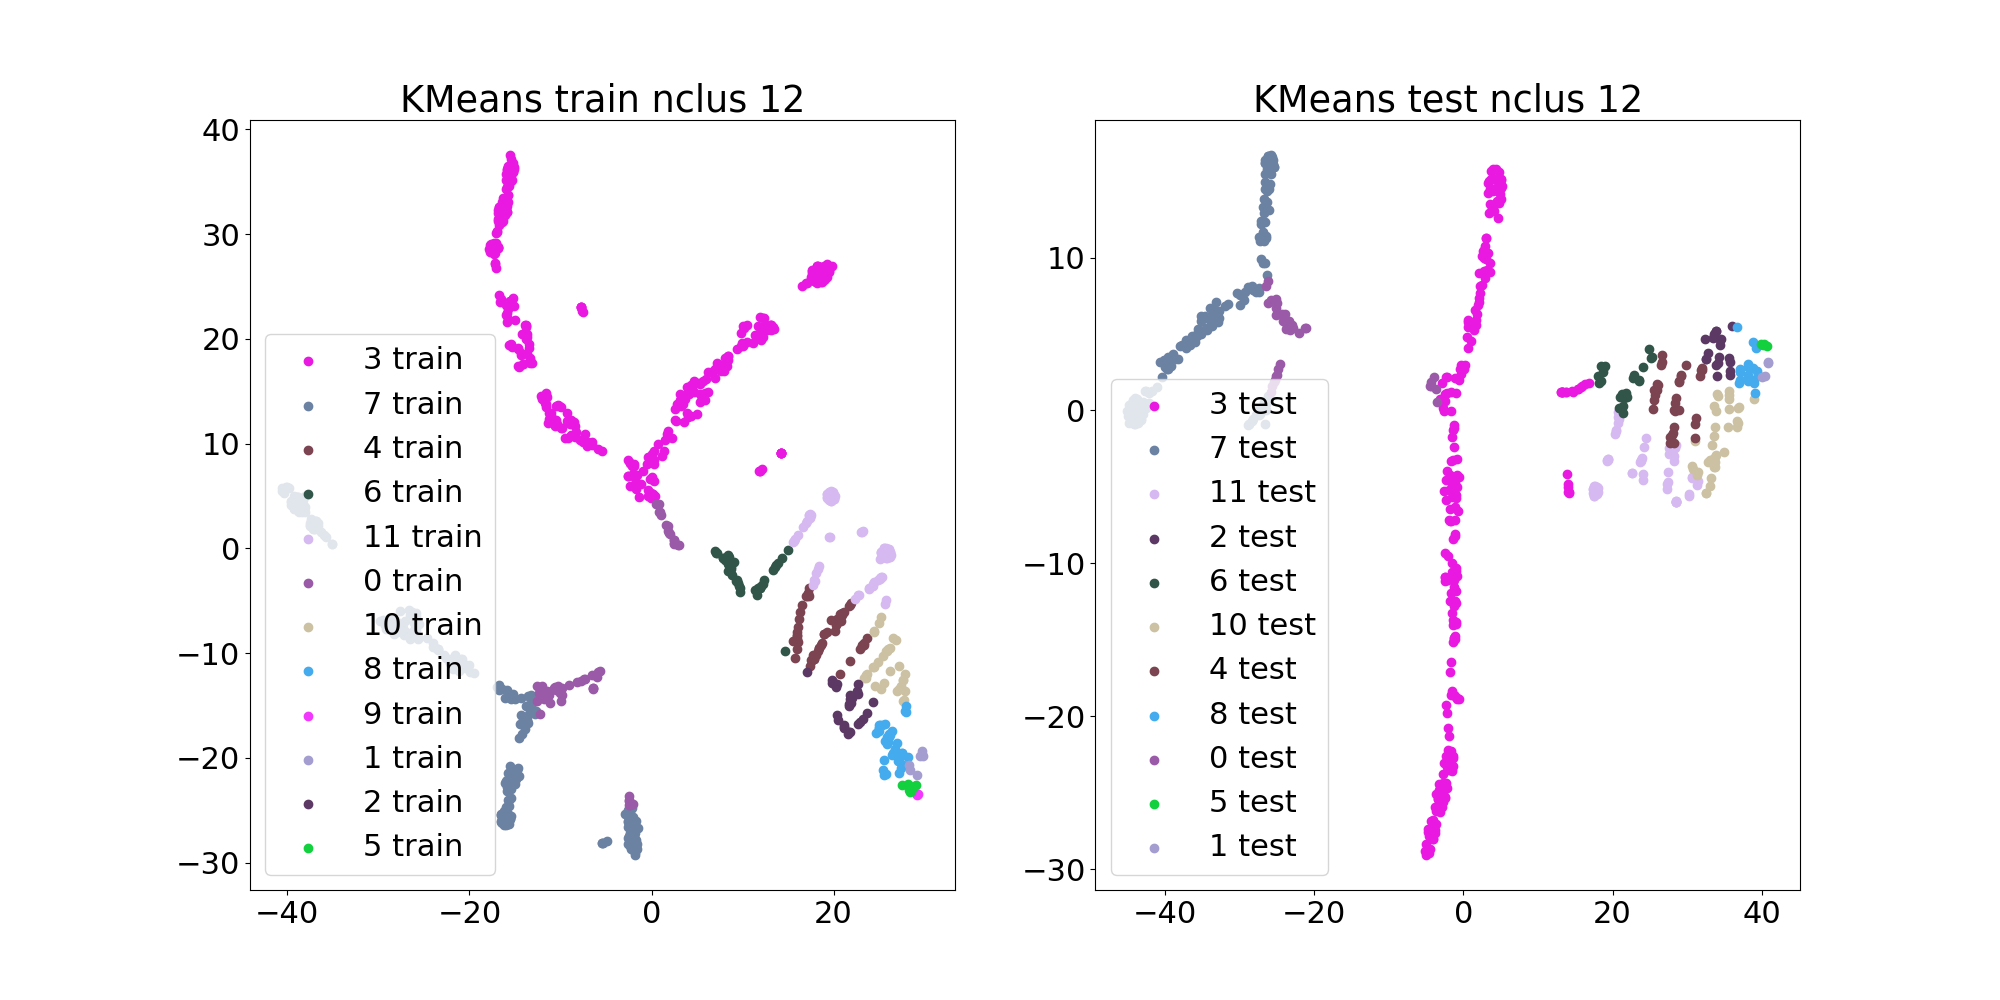 KMeans train nclus 12
40
30
20
10
0
−10
−20
−30
−40
−20
0
20
3 train
7 train
4 train
6 train
11 train
0 train
10 train
8 train
9 train
1 train
2 train
5 train
KMeans test nclus 12
10
0
−10
−20
−30
−40
−20
0
20
40
3 test
7 test
11 test
2 test
6 test
10 test
4 test
8 test
0 test
5 test
1 test